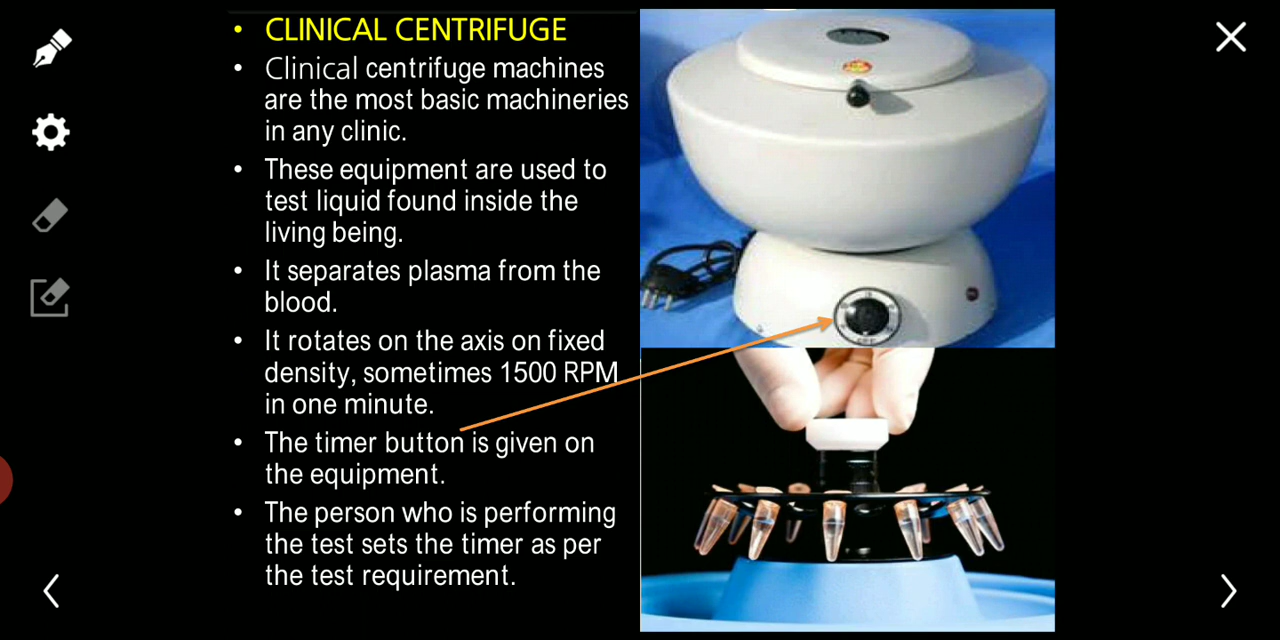 • CLINICAL CENTRIFUGE
• Clinical centrifuge machines
are the most basic machineries
in any clinic.
• These equipment are used to
test liquid found inside the
living being.
• It separates plasma from the
blood.
• It rotates on the axis on fixed
density, sometimes 1500 RPM
in one minute.
• The timer button is given on
the equipment.
• The person who is performing
the test sets the timer as per
the test requirement.